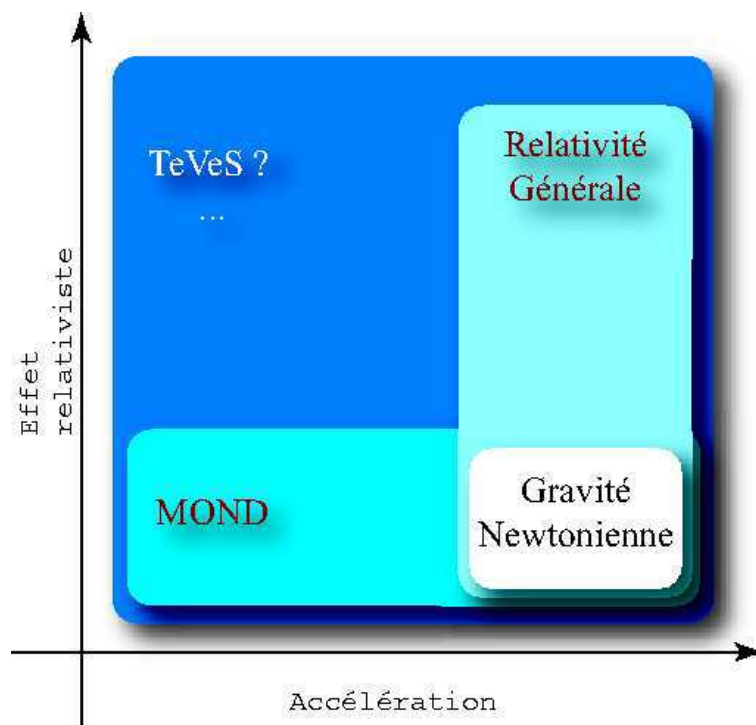 TeVeS ?
...
Relativité
Générale
MOND
Gravité
Newtonienne
Effet
relativiste
Accélération